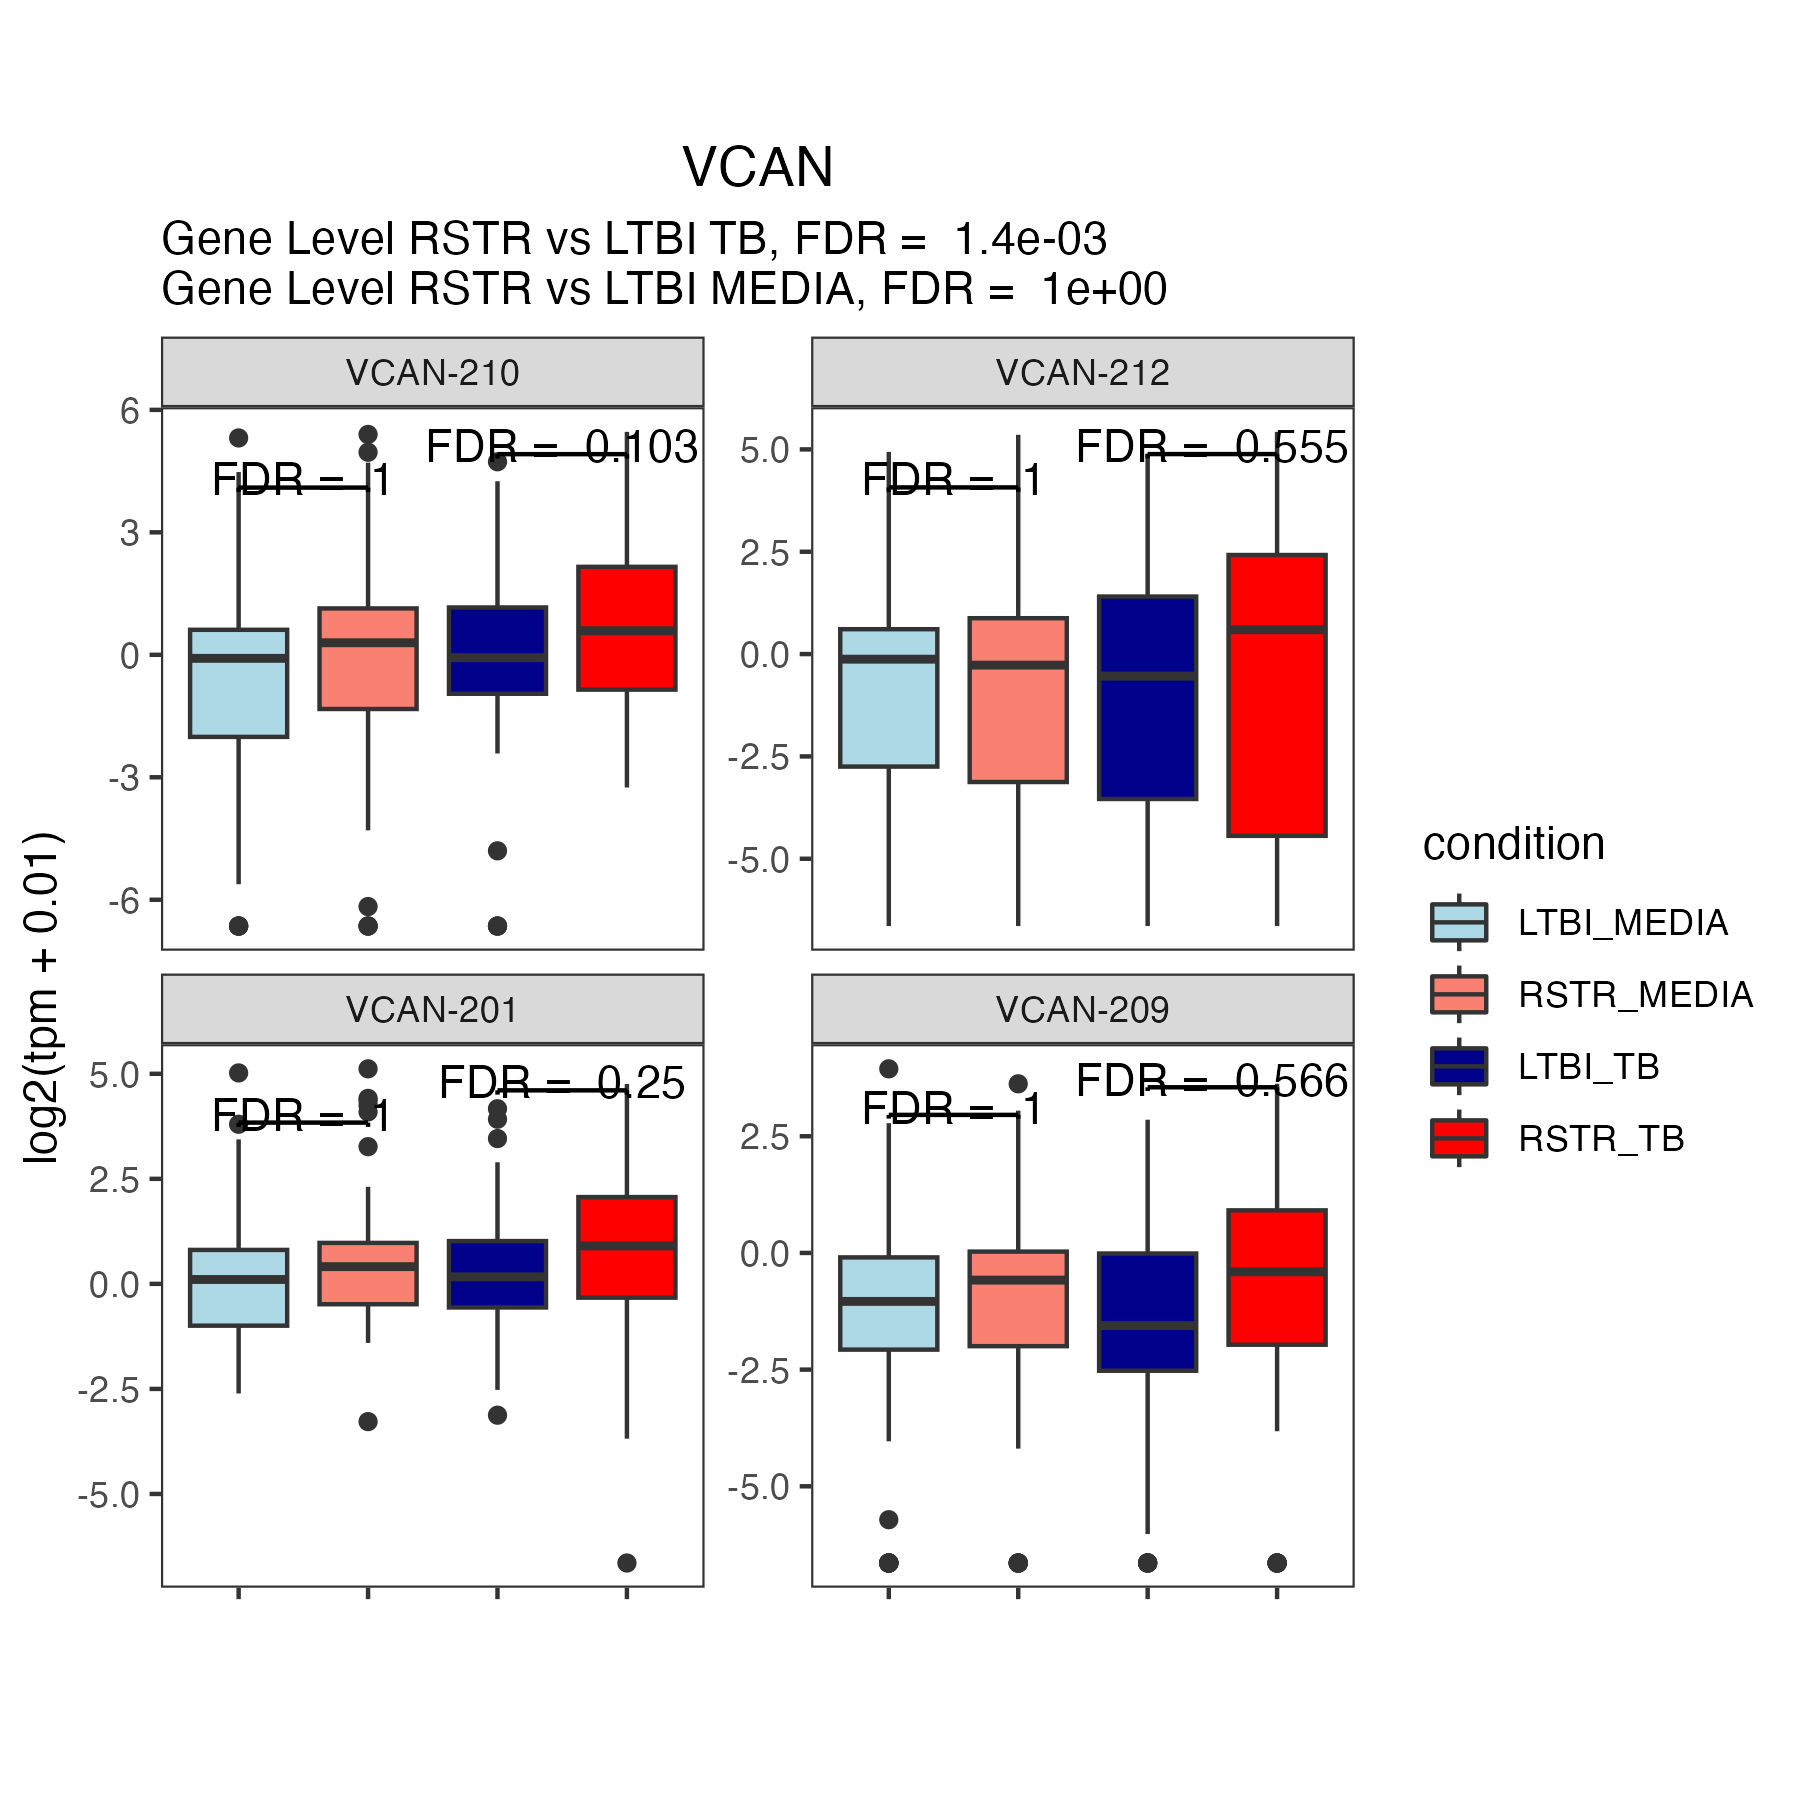 VCAN
Gene Level RSTR vs LTBI TB, FDR =  1.4e-03
Gene Level RSTR vs LTBI MEDIA, FDR =  1e+00
VCAN-210
6
3
0
-3
-6
FDR =  1
FDR =  0.103
VCAN-212
5.0
2.5
0.0
-2.5
-5.0
FDR =  1
FDR =  0.555
VCAN-201
5.0
2.5
0.0
-2.5
-5.0
FDR =  1
FDR =  0.25
VCAN-209
2.5
0.0
-2.5
-5.0
FDR =  1
FDR =  0.566
log2(tpm + 0.01)
condition
LTBI_MEDIA
RSTR_MEDIA
LTBI_TB
RSTR_TB